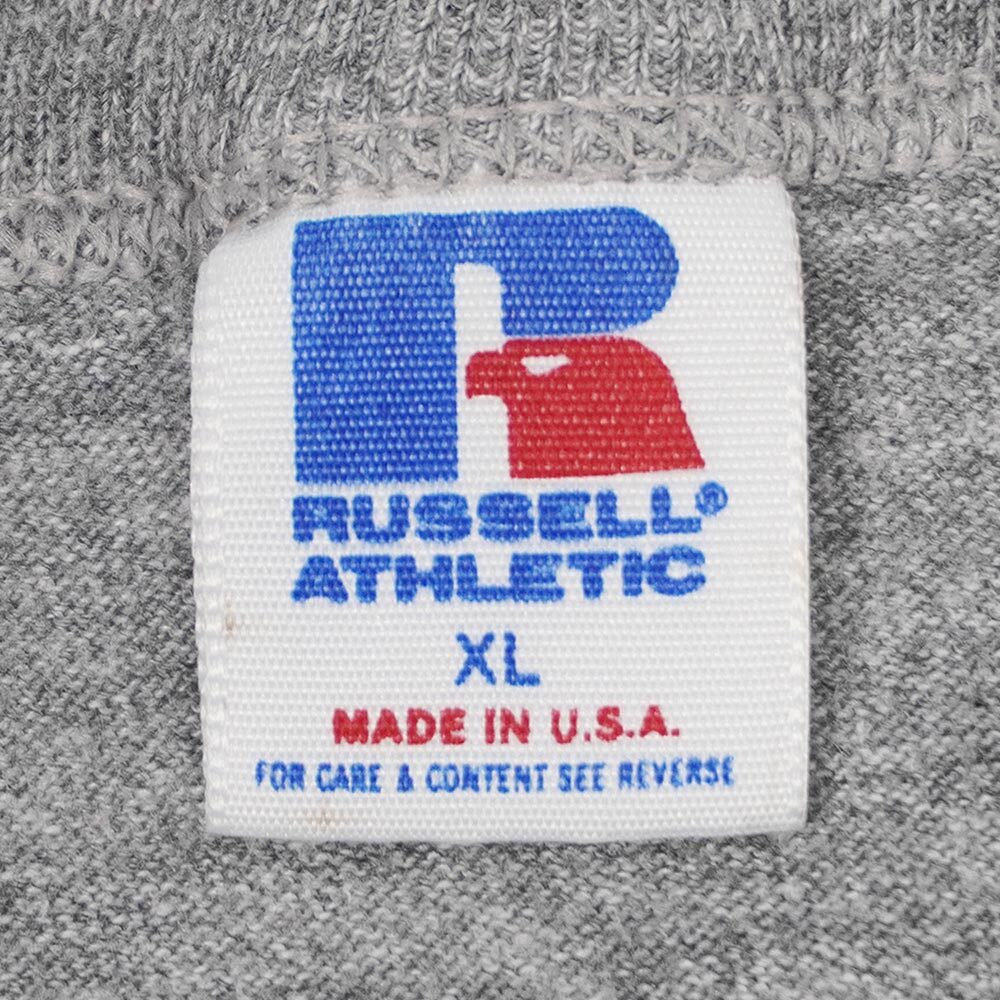 RUSSELL®
ATHLETIC
XL
MADE IN U.S.A.
FOR CARE & CONTENT SEE REVERSE